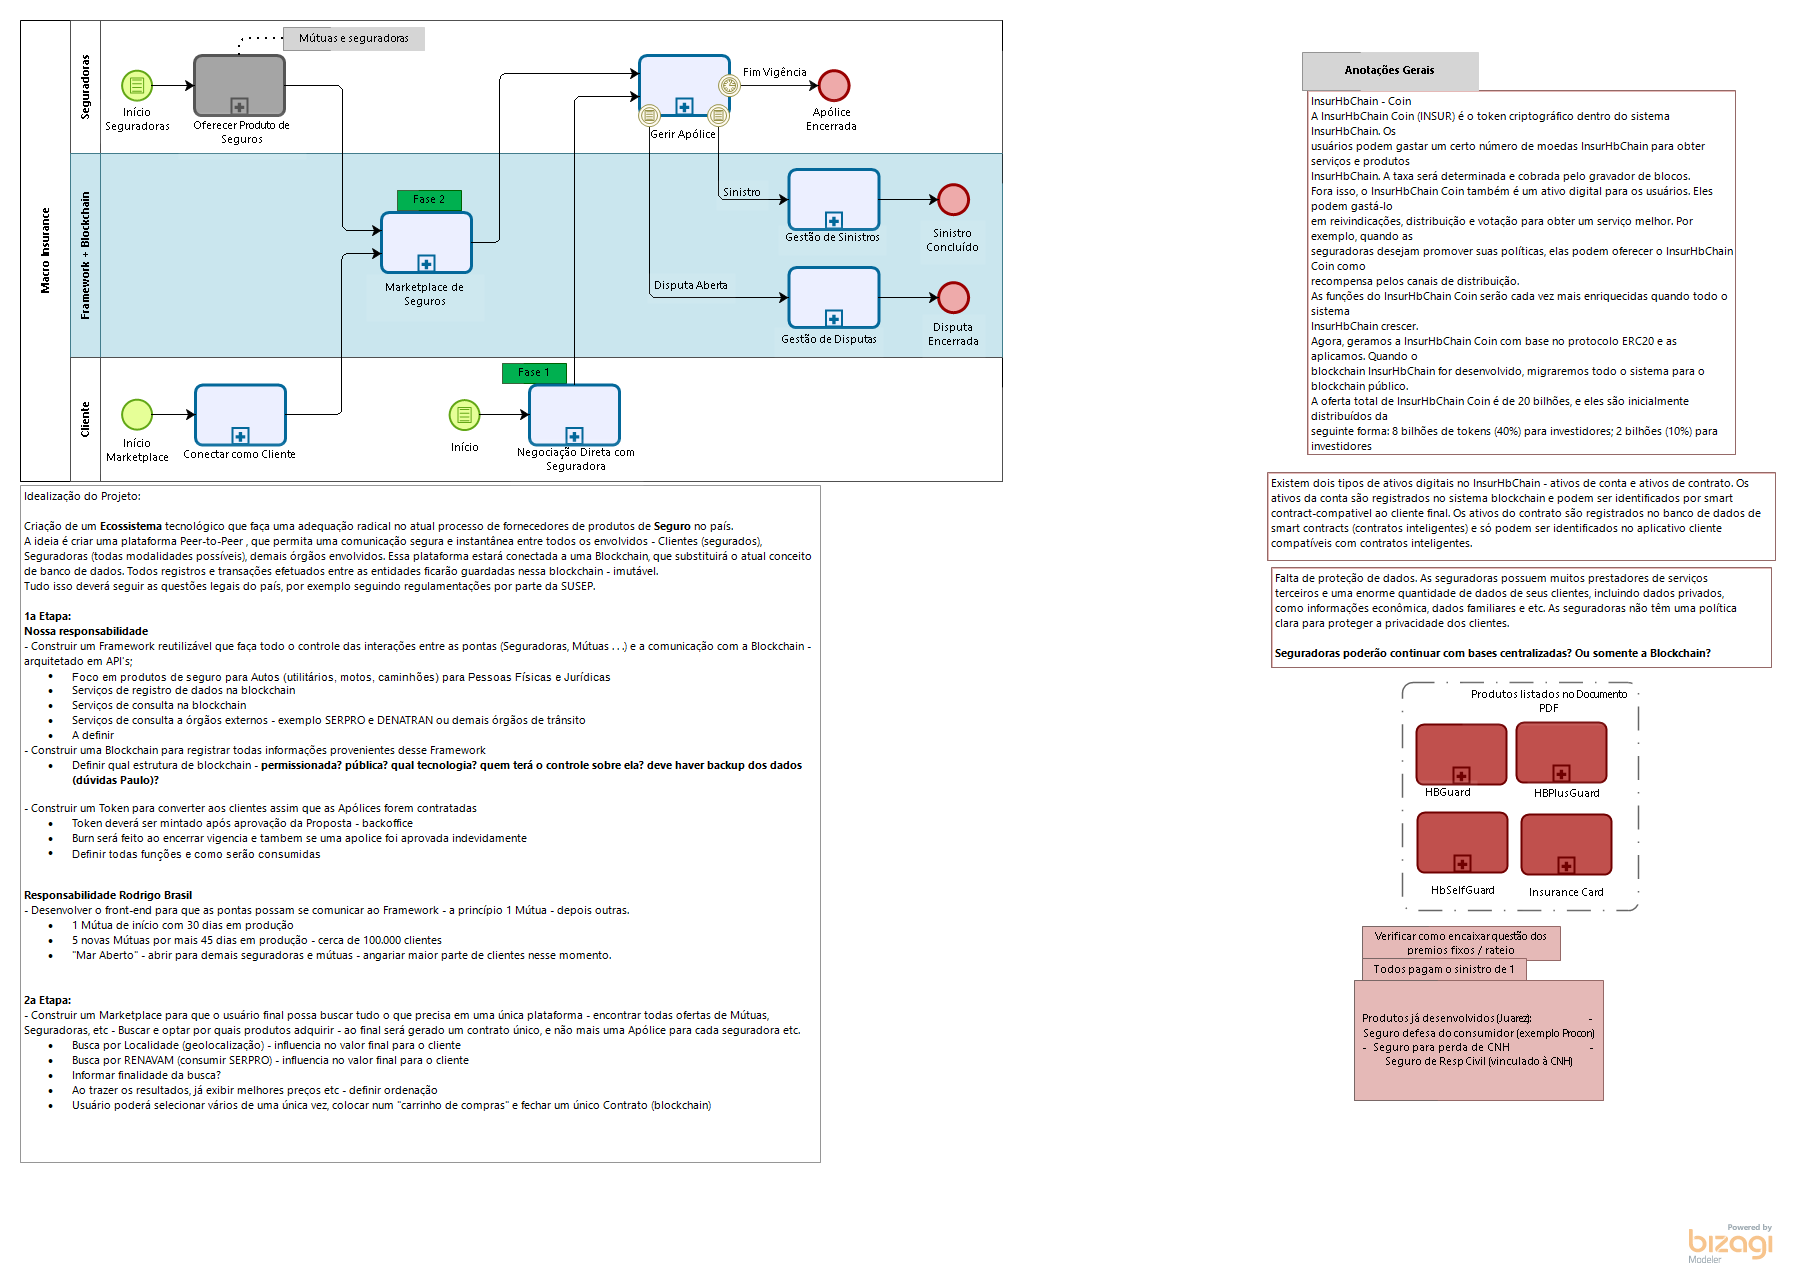 Macro Insurance
Seguradoras
Mútuas e seguradoras
Início
Seguradoras
Oferecer Produto de
Seguros
Gerir Apólice
Fim Vigência
Apólice
Encerrada
Framework + Blockchain
Fase 2
Marketplace de
Seguros
Sinistro
Gestão de Sinistros
Sinistro
Concluído
Disputa Aberta
Gestão de Disputas
Disputa
Encerrada
Cliente
Início
Marketplace
Conectar como Cliente
Início
Fase 1
Negociação Direta com
Seguradora
Idealização do Projeto:
Criação de um Ecossistema tecnológico que faça uma adequação radical no atual processo de fornecedores de produtos de Seguro no país.
A ideia é criar uma plataforma Peer-to-Peer , que permita uma comunicação segura e instantânea entre todos os envolvidos - Clientes (segurados),
Seguradoras (todas modalidades possíveis), demais órgãos envolvidos. Essa plataforma estará conectada a uma Blockchain, que substituirá o atual conceito
de banco de dados. Todos registros e transações efetuados entre as entidades ficarão guardadas nessa blockchain - imutável.
Tudo isso deverá seguir as questões legais do país, por exemplo seguindo regulamentações por parte da SUSEP.
1a Etapa:
Nossa responsabilidade
- Construir um Framework reutilizável que faça todo o controle das interações entre as pontas (Seguradoras, Mútuas . . .) e a comunicação com a Blockchain -
arquitetado em API's;
• Foco em produtos de seguro para Autos (utilitários, motos, caminhões) para Pessoas Físicas e Jurídicas
• Serviços de registro de dados na blockchain
• Serviços de consulta na blockchain
• Serviços de consulta a órgãos externos - exemplo SERPRO e DENATRAN ou demais órgãos de trânsito
• A definir
- Construir uma Blockchain para registrar todas informações provenientes desse Framework
• Definir qual estrutura de blockchain - permissionada? pública? qual tecnologia? quem terá o controle sobre ela? deve haver backup dos dados
(dúvidas Paulo)?
- Construir um Token para converter aos clientes assim que as Apólices forem contratadas
• Token deverá ser mintado após aprovação da Proposta - backoffice
• Burn será feito ao encerrar vigencia e tambem se uma apolice foi aprovada indevidamente
• Definir todas funções e como serão consumidas
Responsabilidade Rodrigo Brasil
- Desenvolver o front-end para que as pontas possam se comunicar ao Framework - a princípio 1 Mútua - depois outras.
• 1 Mútua de início com 30 dias em produção
• 5 novas Mútuas por mais 45 dias em produção - cerca de 100.000 clientes
• "Mar Aberto" - abrir para demais seguradoras e mútuas - angariar maior parte de clientes nesse momento.
2a Etapa:
- Construir um Marketplace para que o usuário final possa buscar tudo o que precisa em uma única plataforma - encontrar todas ofertas de Mútuas,
Seguradoras, etc - Buscar e optar por quais produtos adquirir - ao final será gerado um contrato único, e não mais uma Apólice para cada seguradora etc.
• Busca por Localidade (geolocalização) - influencia no valor final para o cliente
• Busca por RENAVAM (consumir SERPRO) - influencia no valor final para o cliente
• Informar finalidade da busca?
• Ao trazer os resultados, já exibir melhores preços etc - definir ordenação
• Usuário poderá selecionar vários de uma única vez, colocar num "carrinho de compras" e fechar um único Contrato (blockchain)
Anotações Gerais
InsurHbChain - Coin
A InsurHbChain Coin (INSUR) é o token criptográfico dentro do sistema
InsurHbChain. Os
usuários podem gastar um certo número de moedas InsurHbChain para obter
serviços e produtos
InsurHbChain. A taxa será determinada e cobrada pelo gravador de blocos.
Fora isso, o InsurHbChain Coin também é um ativo digital para os usuários. Eles
podem gastá-lo
em reivindicações, distribuição e votação para obter um serviço melhor. Por
exemplo, quando as
seguradoras desejam promover suas políticas, elas podem oferecer o InsurHbChain
Coin como
recompensa pelos canais de distribuição.
As funções do InsurHbChain Coin serão cada vez mais enriquecidas quando todo o
sistema
InsurHbChain crescer.
Agora, geramos a InsurHbChain Coin com base no protocolo ERC20 e as
aplicamos. Quando o
blockchain InsurHbChain for desenvolvido, migraremos todo o sistema para o
blockchain público.
A oferta total de InsurHbChain Coin é de 20 bilhões, e eles são inicialmente
distribuídos da
seguinte forma: 8 bilhões de tokens (40%) para investidores; 2 bilhões (10%) para
investidores
Existem dois tipos de ativos digitais no InsurHbChain - ativos de conta e ativos de contrato. Os
ativos da conta são registrados no sistema blockchain e podem ser identificados por smart
contract-compativel ao cliente final. Os ativos do contrato são registrados no banco de dados de
smart contracts (contratos inteligentes) e só podem ser identificados no aplicativo cliente
compatíveis com contratos inteligentes.
Falta de proteção de dados. As seguradoras possuem muitos prestadores de serviços
terceiros e uma enorme quantidade de dados de seus clientes, incluindo dados privados,
como informações econômica, dados familiares e etc. As seguradoras não têm uma política
clara para proteger a privacidade dos clientes.
Seguradoras poderão continuar com bases centralizadas? Ou somente a Blockchain?
Produtos listados no Documento
PDF
HBGuard
HBPlusGuard
HbSelfGuard
Insurance Card
Verificar como encaixar questão dos
premios fixos / rateio
Todos pagam o sinistro de 1
Produtos já desenvolvidos (Juarez): -
Seguro defesa do consumidor (exemplo Procon)
- Seguro para perda de CNH -
Seguro de Resp Civil (vinculado à CNH)
Powered by
bizagi
Modeler